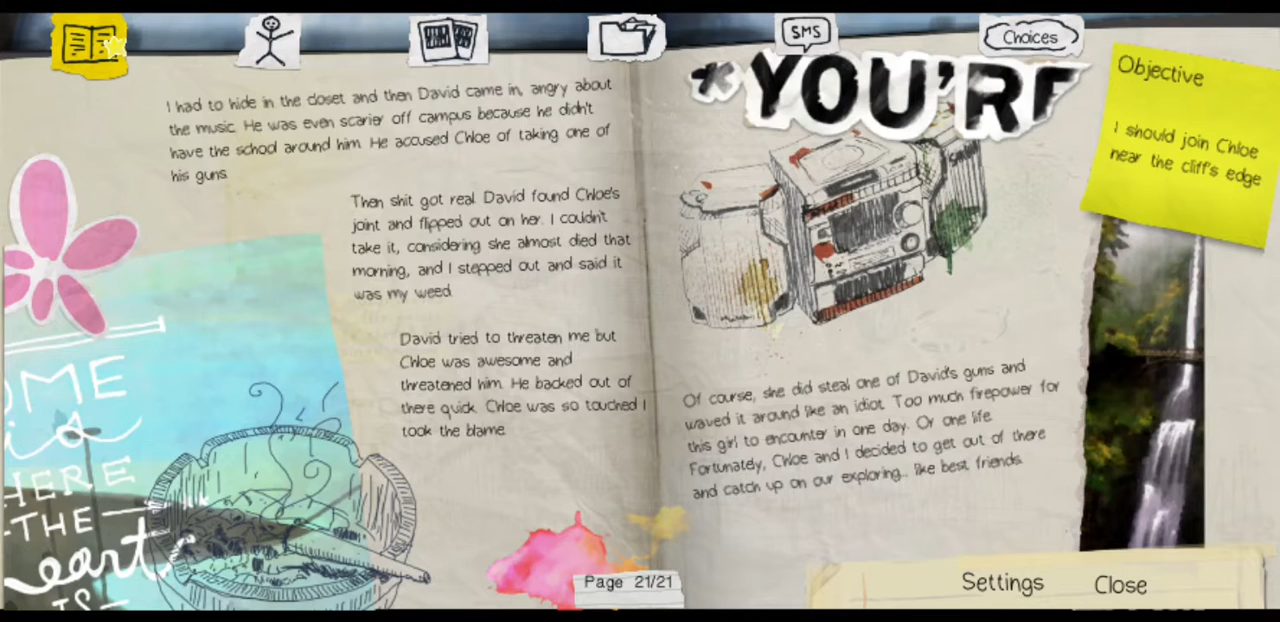 SMS
Choices
I had to hide in the closet and then David came in, angry about
the music. He was even scarier off campus because he didn't
have the school around him. He accused Chloe of taking one of
his guns.
Then shit got real. David found Chloe's
joint and flipped out on her. I couldn't
take it, considering she almost died that
morning, and I stepped out and said it
was my weed.
David tried to threaten me but
Chloe was awesome and
threatened him. He backed out of
there quick. Chloe was so touched I
took the blame.
OME
is
HERE
-THE-
eart
IS-
*YOU'RE
Of course, she did steal one of David's guns and
waved it around like an idiot. Too much firepower for
this girl to encounter in one day. Or one life.
Fortunately, Chloe and I decided to get out of there
and catch up on our exploring... like best friends.
Objective
I should join Chloe
near the cliff's edge
Page 21/21
Settings
Close